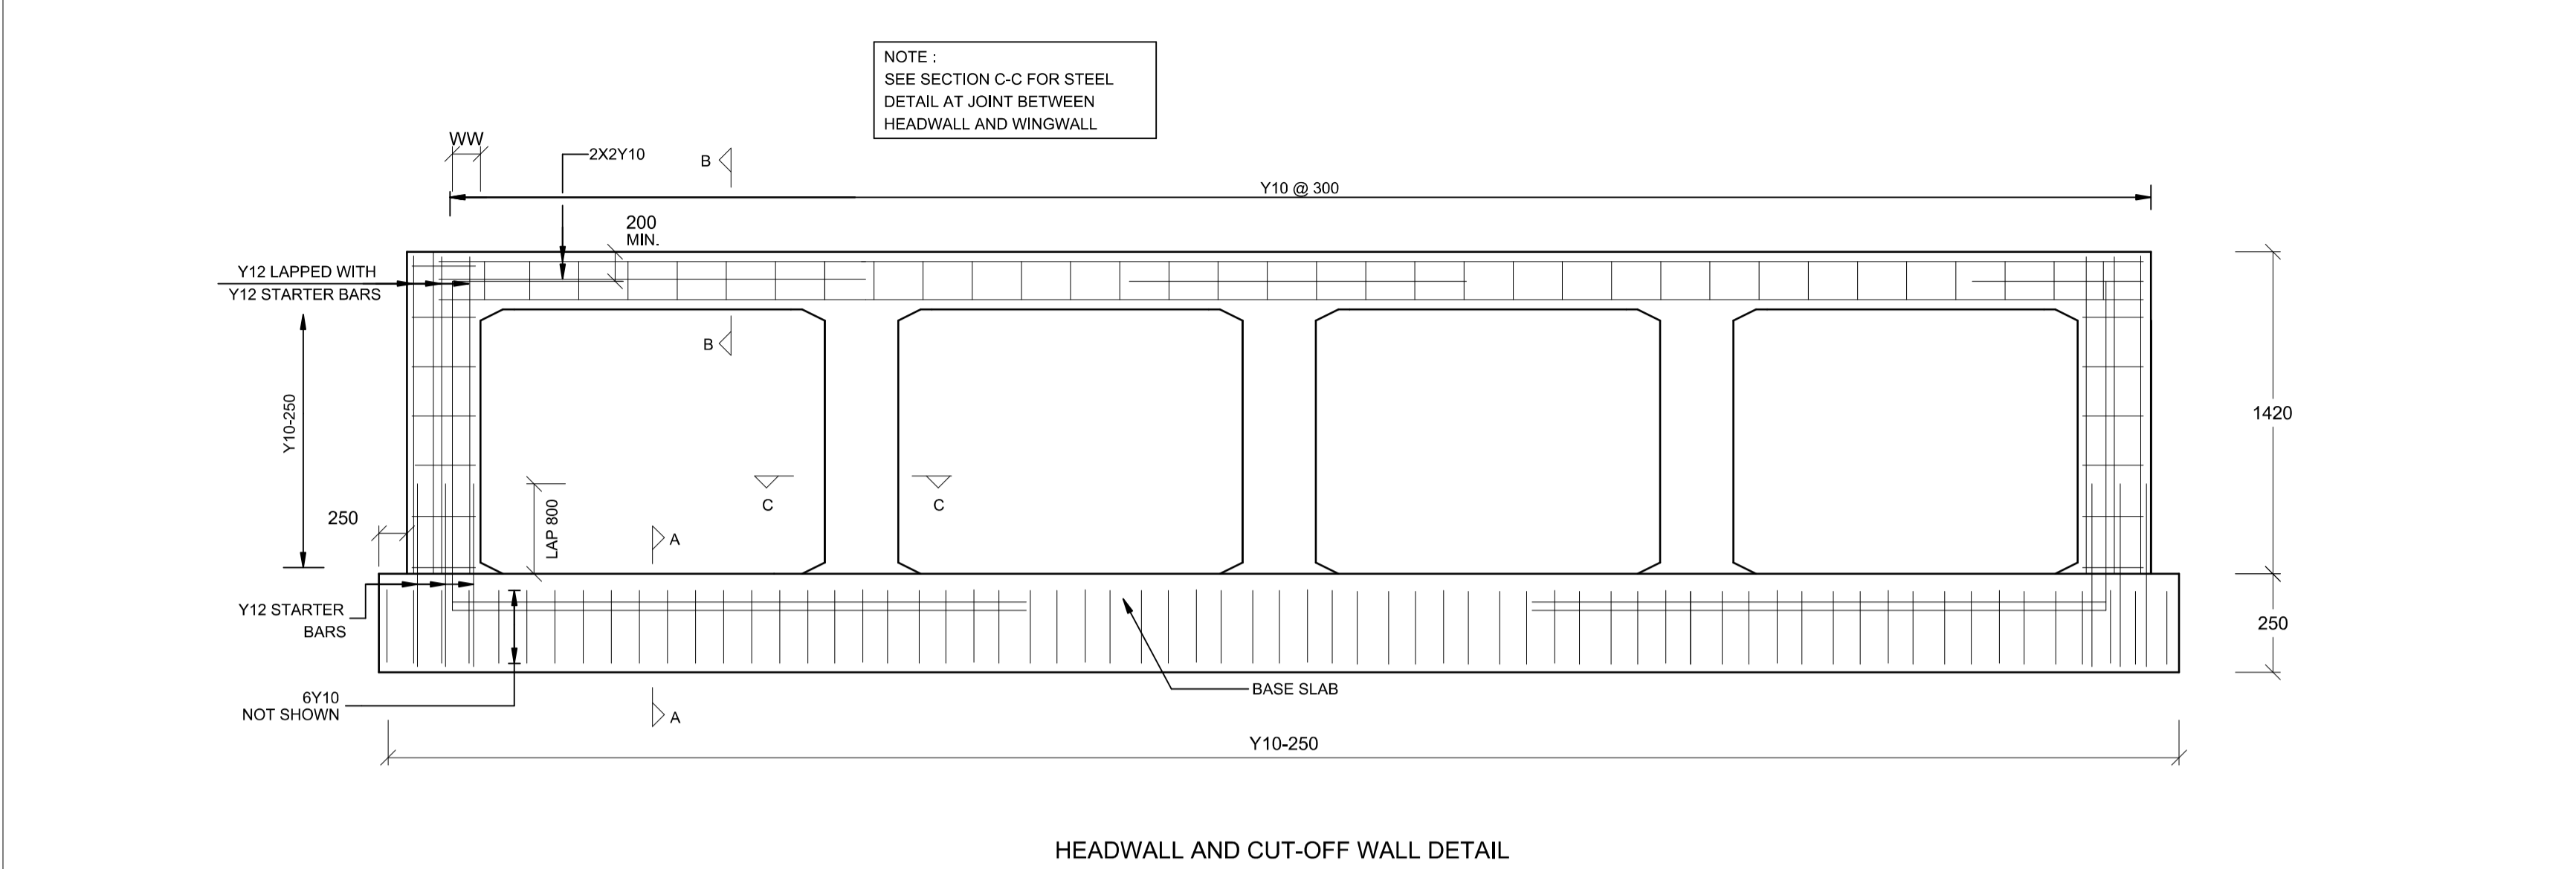 NOTE :
SEE SECTION C-C FOR STEEL
DETAIL AT JOINT BETWEEN
HEADWALL AND WINGWALL
WW
2X2Y10
B
Y10 @ 300
200
MIN.
Y12 LAPPED WITH
Y12 STARTER BARS
B
Y10-250
1420
C
C
LAP 800
250
A
Y12 STARTER
BARS
250
6Y10
NOT SHOWN
BASE SLAB
A
Y10-250
HEADWALL AND CUT-OFF WALL DETAIL